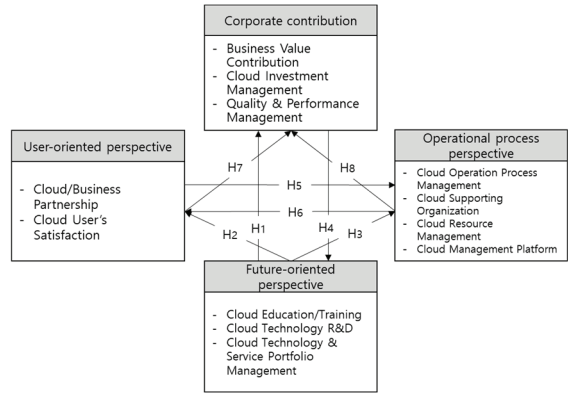 Corporate contribution
- Business Value
Contribution
- Cloud Investment
Management
- Quality & Performance
Management
User-oriented perspective
- Cloud/Business
Partnership
- Cloud User's
Satisfaction
Operational process
perspective
- Cloud Operation Process
Management
- Cloud Supporting
Organization
- Cloud Resource
Management
- Cloud Management Platform
H7
H8
H5
H6
H2
H1
H4
H3
Future-oriented
perspective
- Cloud Education/Training
- Cloud Technology R&D
- Cloud Technology &
Service Portfolio
Management